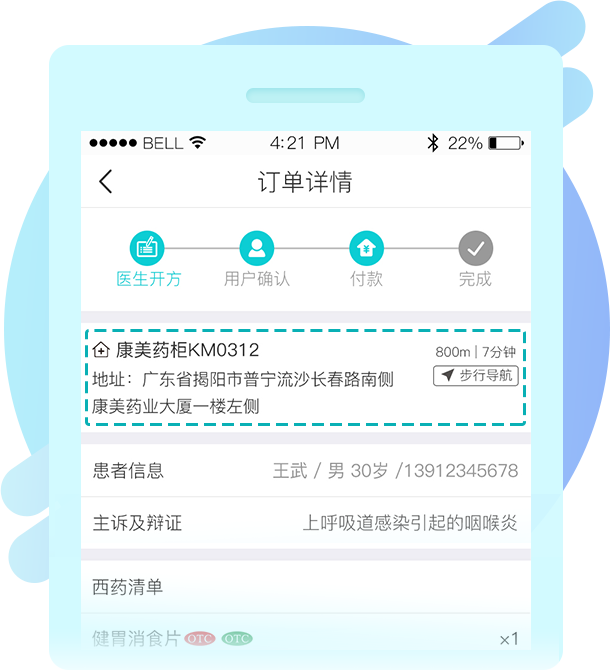 BELL 4:21 PM 22%
订单详情
医生开方 用户确认 付款 完成
康美药柜KM0312 800m | 7分钟
地址：广东省揭阳市普宁流沙长春路南侧 步行导航
康美药业大厦一楼左侧
患者信息 王武 / 男 30岁 /13912345678
主诉及辩证 上呼吸道感染引起的咽喉炎
西药清单
健胃消食片 OTC OTC ×1